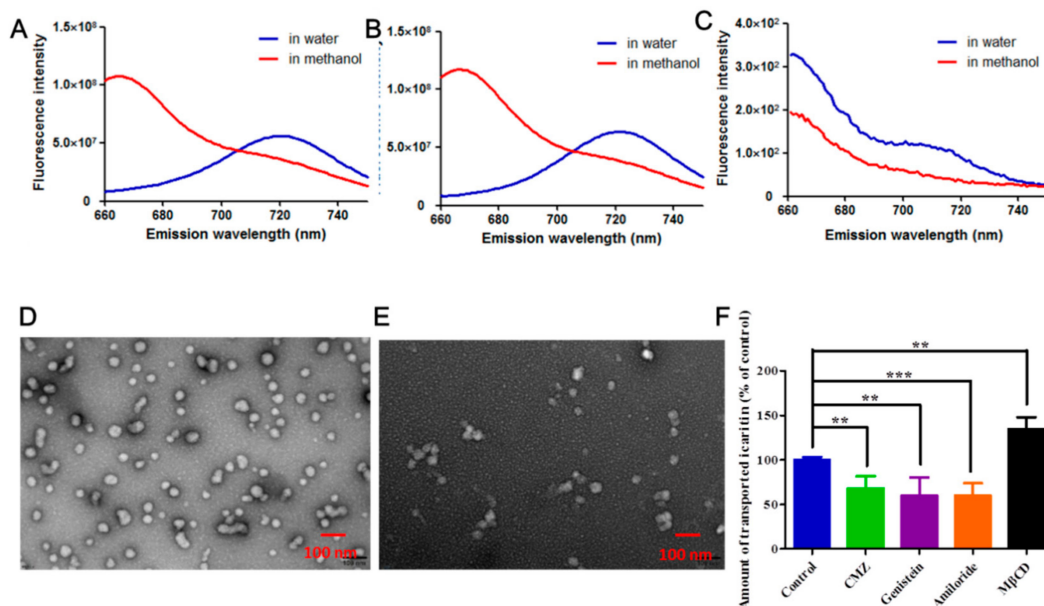 A
1.5×10⁸
1.0×10⁸
5.0×10⁷
0
Fluorescence intensity
in water
in methanol
660 680 700 720 740
Emission wavelength (nm)
B
1.5×10⁸
1.0×10⁸
5.0×10⁷
0
Fluorescence intensity
in water
in methanol
660 680 700 720 740
Emission wavelength (nm)
C
4.0×10²
3.0×10²
2.0×10²
1.0×10²
0
Fluorescence intensity
in water
in methanol
660 680 700 720 740
Emission wavelength (nm)
D
100 nm
E
100 nm
F
Amount of transported icaritin (% of control)
200
150
100
50
0
**
***
**
**
Control CMZ Genistein Amiloride MβCD